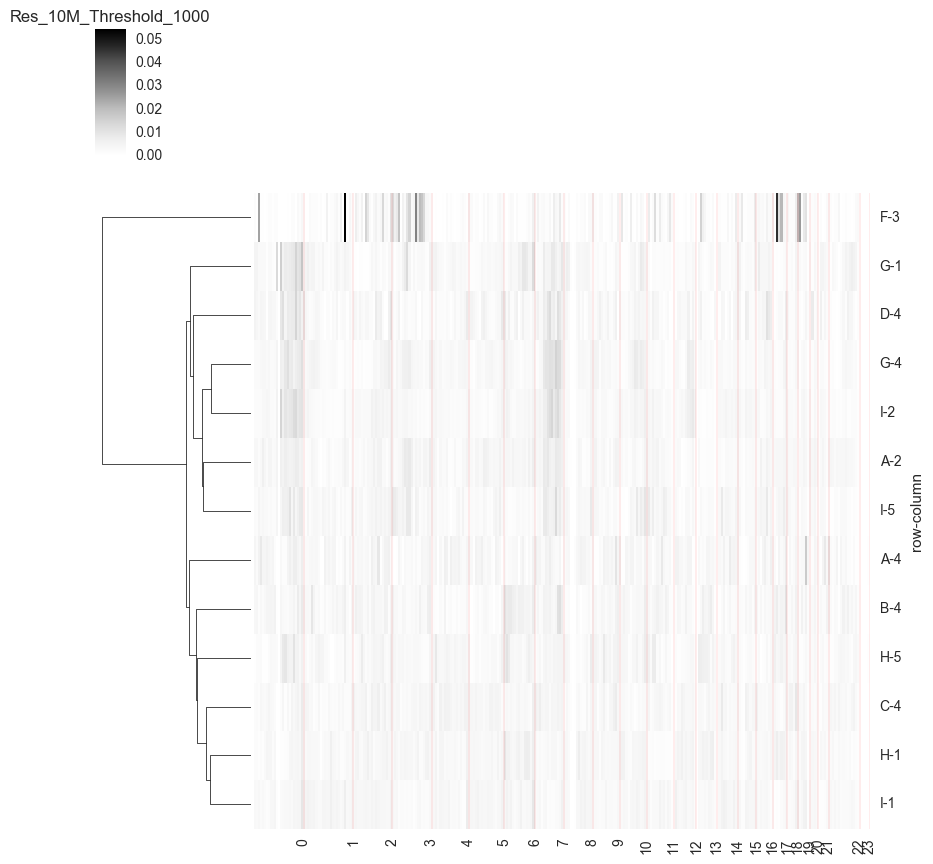 Res_10M_Threshold_1000
0.05
0.04
0.03
0.02
0.01
0.00
F-3
G-1
D-4
G-4
I-2
A-2
I-5
A-4
B-4
H-5
C-4
H-1
I-1
row-column
0 1 2 3 4 5 6 7 8 9 10 11 12 13 14 15 16 17 18 19 20 21 22 23